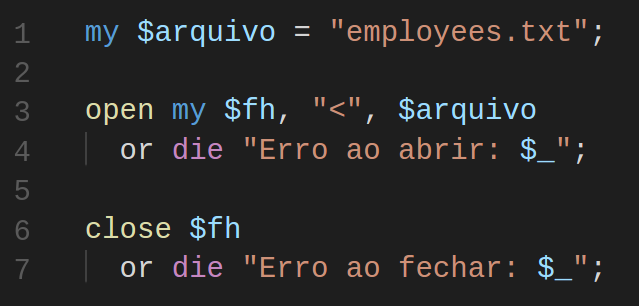 1 my $arquivo = "employees.txt";
2
3 open my $fh, "<", $arquivo
4 or die "Erro ao abrir: $_";
5
6 close $fh
7 or die "Erro ao fechar: $_";